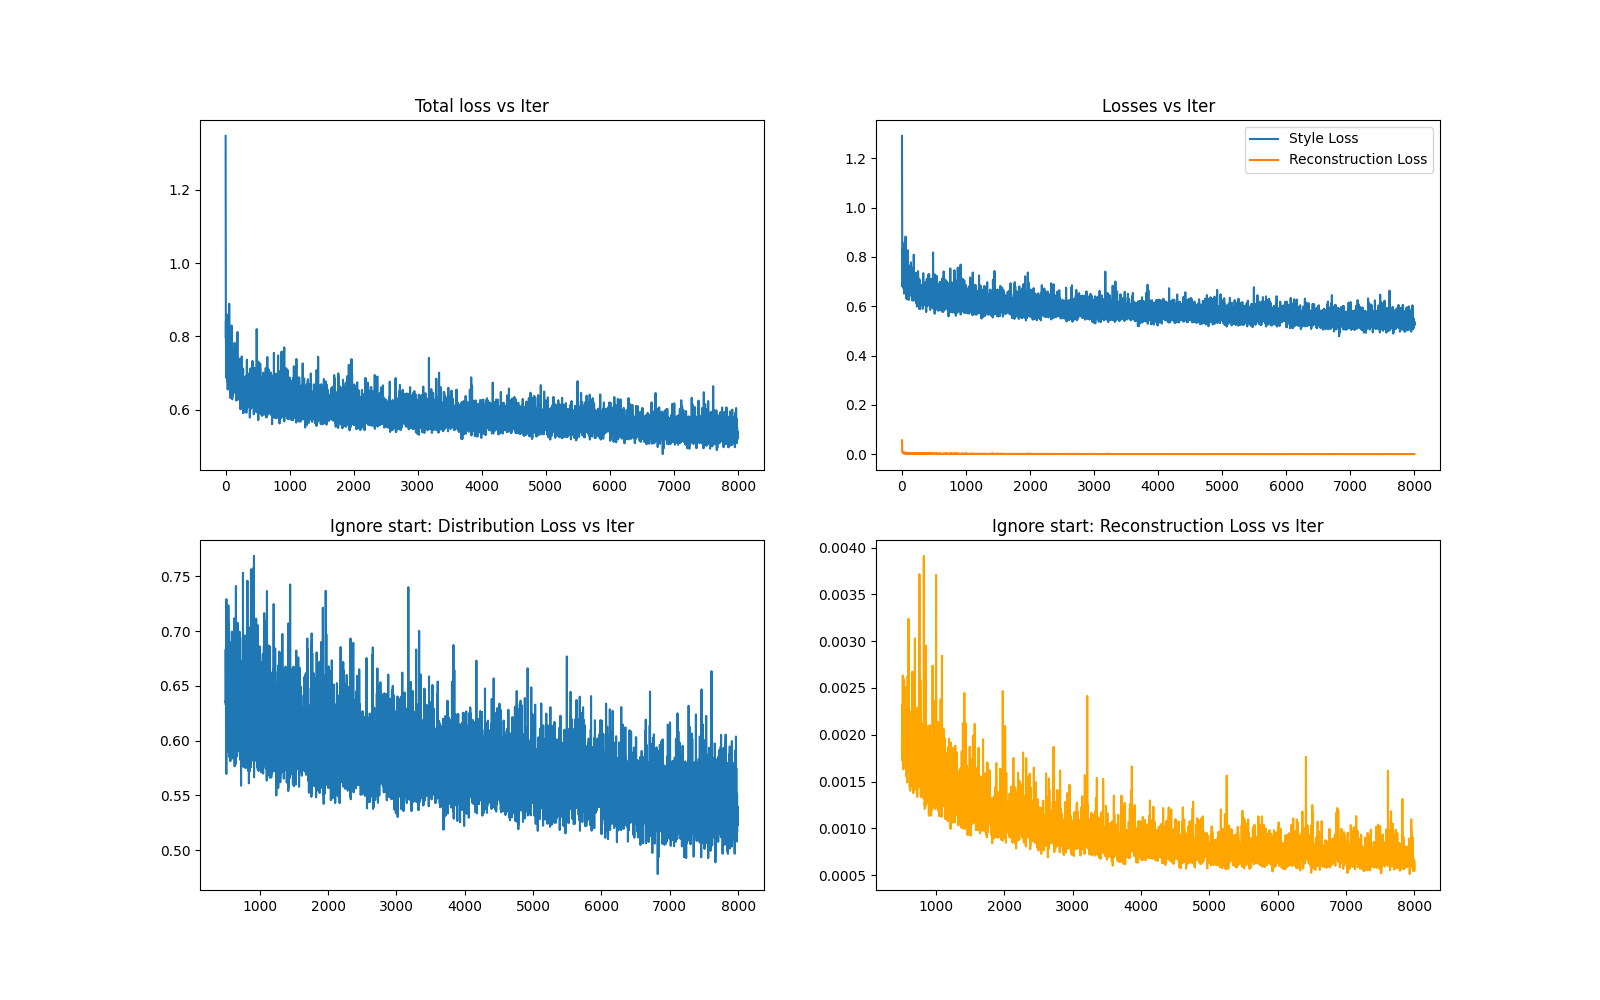 Total loss vs Iter
1.2
1.0
0.8
0.6
0 1000 2000 3000 4000 5000 6000 7000 8000
Losses vs Iter
Style Loss
Reconstruction Loss
1.2
1.0
0.8
0.6
0.4
0.2
0.0
0 1000 2000 3000 4000 5000 6000 7000 8000
Ignore start: Distribution Loss vs Iter
0.75
0.70
0.65
0.60
0.55
0.50
1000 2000 3000 4000 5000 6000 7000 8000
Ignore start: Reconstruction Loss vs Iter
0.0040
0.0035
0.0030
0.0025
0.0020
0.0015
0.0010
0.0005
1000 2000 3000 4000 5000 6000 7000 8000